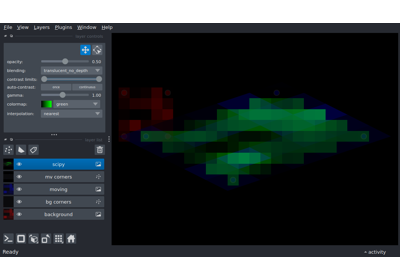 File View Layers Plugins Window Help
opacity: 0.50
blending: translucent_no_depth
contrast limits:
auto-contrast: once continuous
gamma: 1.00
colormap: green
interpolation: nearest
scipy
mv corners
moving
bg corners
background
Ready
activity